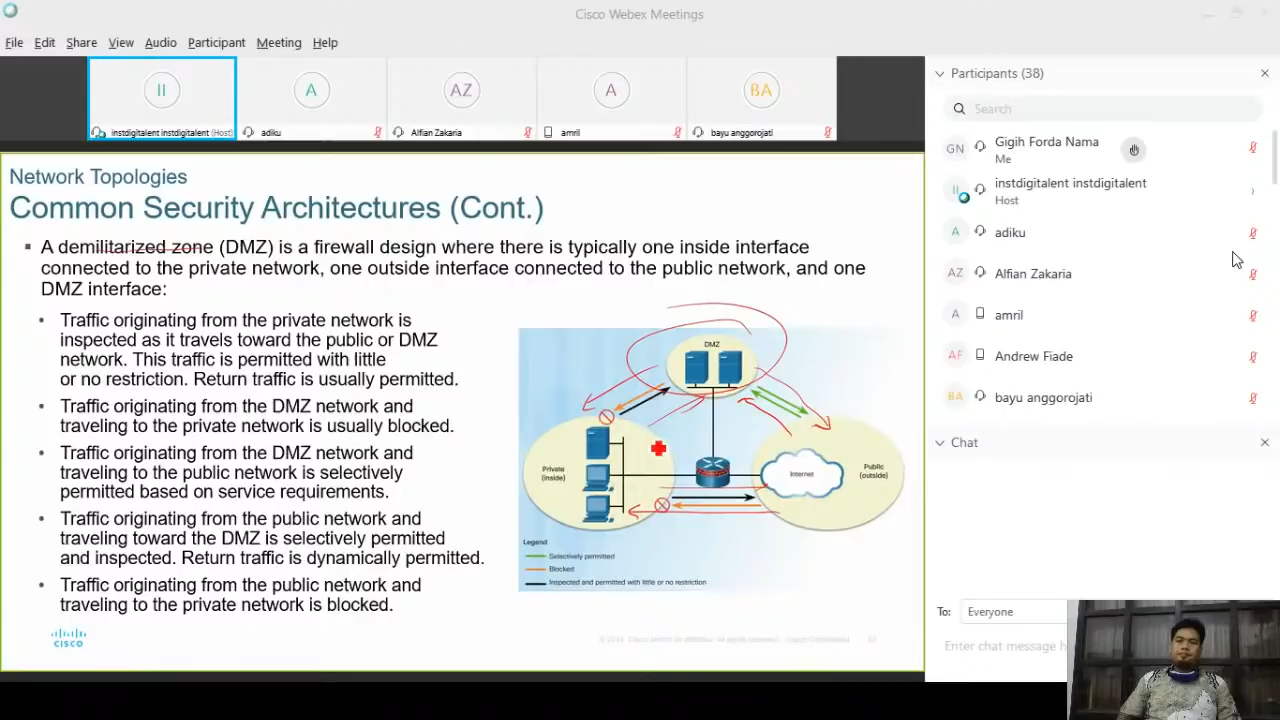 Cisco Webex Meetings
File Edit Share View Audio Participant Meeting Help
II
instdigitalent instdigitalent (Host)
A
adiku
AZ
Alfian Zakaria
A
amril
BA
bayu anggorojati
Network Topologies
Common Security Architectures (Cont.)
▪ A demilitarized zone (DMZ) is a firewall design where there is typically one inside interface
connected to the private network, one outside interface connected to the public network, and one
DMZ interface:
• Traffic originating from the private network is
inspected as it travels toward the public or DMZ
network. This traffic is permitted with little
or no restriction. Return traffic is usually permitted.
• Traffic originating from the DMZ network and
traveling to the private network is usually blocked.
• Traffic originating from the DMZ network and
traveling to the public network is selectively
permitted based on service requirements.
• Traffic originating from the public network and
traveling toward the DMZ is selectively permitted
and inspected. Return traffic is dynamically permitted.
• Traffic originating from the public network and
traveling to the private network is blocked.
DMZ
Private
(inside)
Internet
Public
(outside)
Legend
Selectively permitted
Blocked
Inspected and permitted with little or no restriction
CISCO
Participants (38)
Search
GN Gigih Forda Nama
Me
II instdigitalent instdigitalent
Host
A adiku
AZ Alfian Zakaria
A amril
AF Andrew Fiade
BA bayu anggorojati
Chat
To: Everyone
Enter chat message